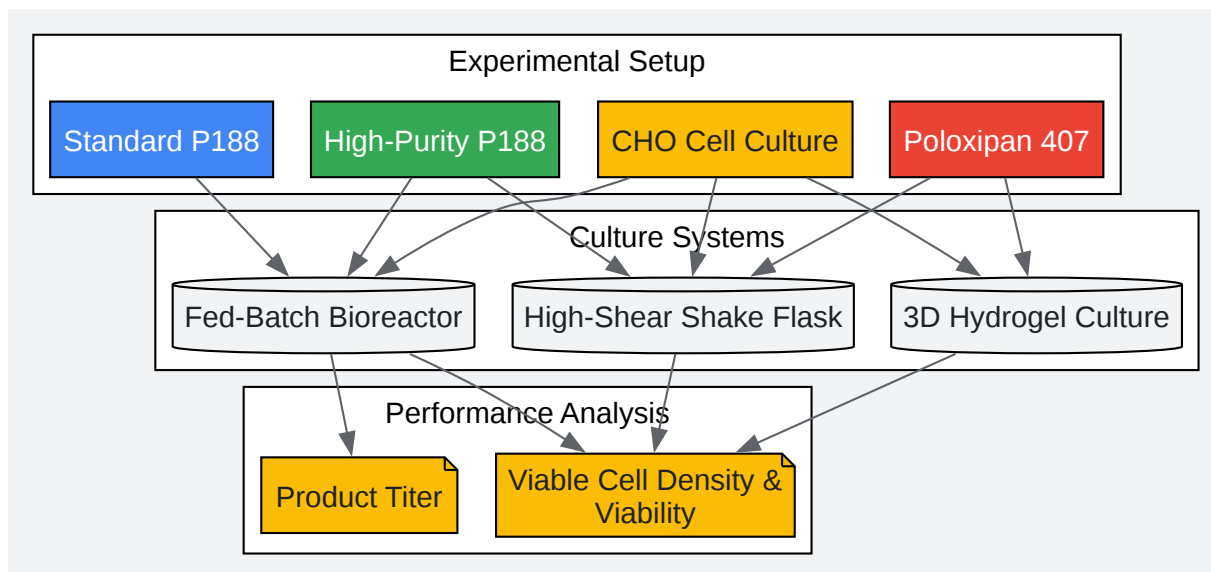 Experimental Setup
Standard P188
High-Purity P188
CHO Cell Culture
Poloxipan 407
Culture Systems
Fed-Batch Bioreactor
High-Shear Shake Flask
3D Hydrogel Culture
Performance Analysis
Product Titer
Viable Cell Density &
Viability